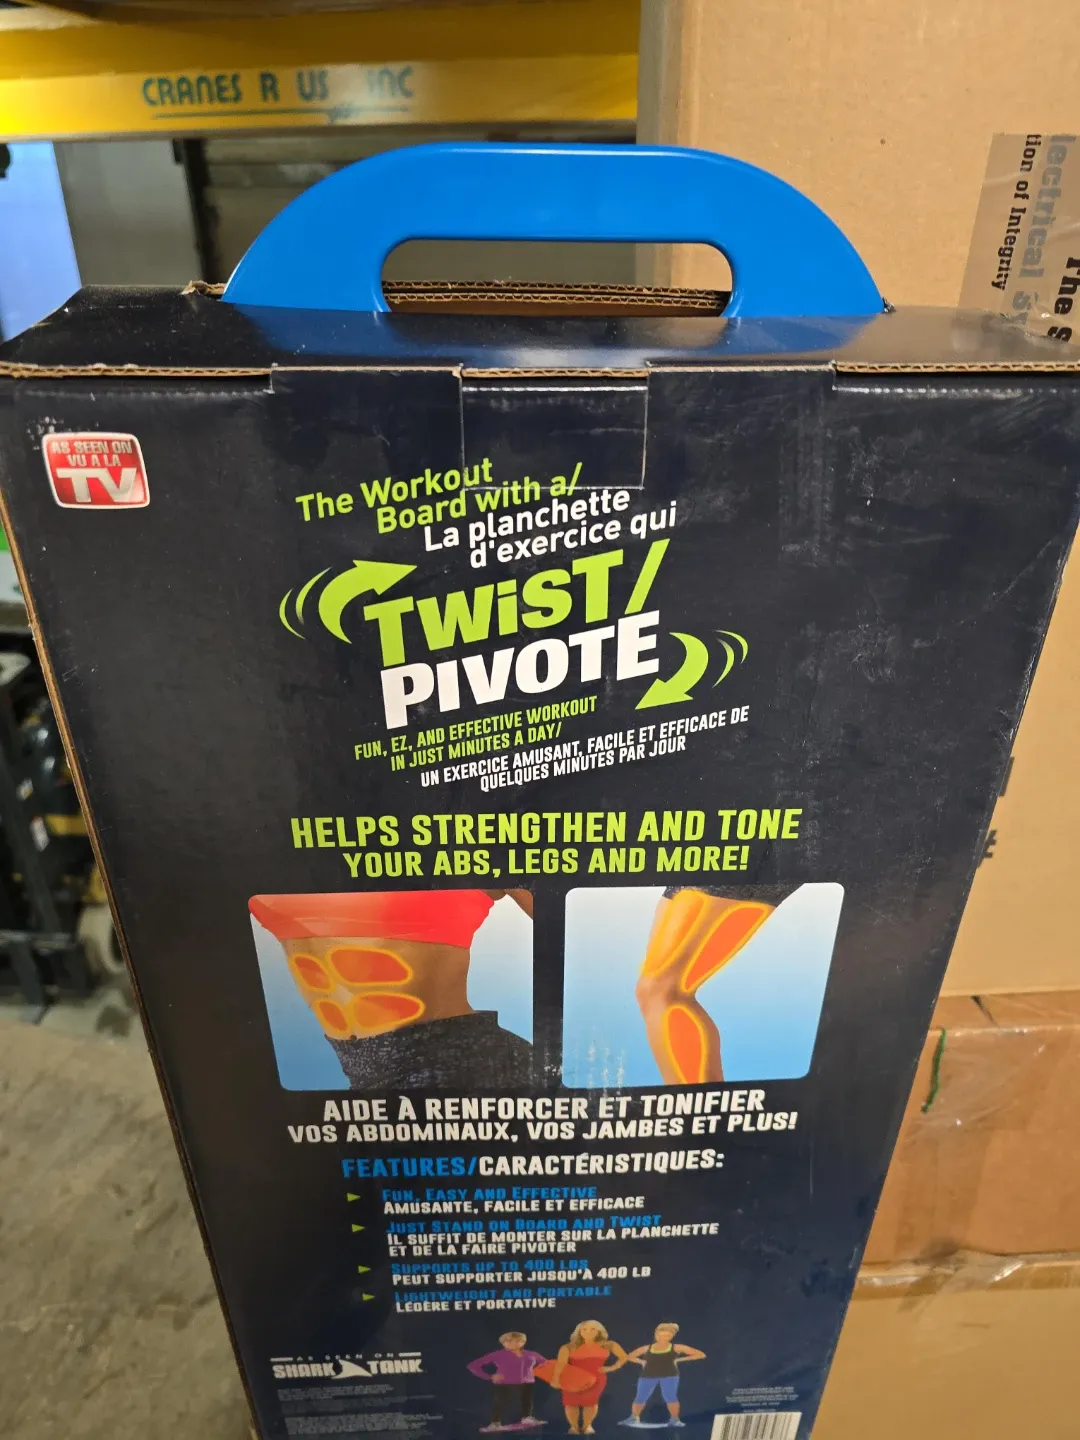 CRANES R US INC
lectrical &
tion of Integrity
The
AS SEEN ON
VU A LA
TV
The Workout
Board with a/
La planchette
d'exercice qui
TWiST/
PIVOTE
FUN, EZ, AND EFFECTIVE WORKOUT
IN JUST MINUTES A DAY/
UN EXERCICE AMUSANT, FACILE ET EFFICACE DE
QUELQUES MINUTES PAR JOUR
HELPS STRENGTHEN AND TONE
YOUR ABS, LEGS AND MORE!
AIDE À RENFORCER ET TONIFIER
VOS ABDOMINAUX, VOS JAMBES ET PLUS!
FEATURES/CARACTÉRISTIQUES:
FUN, EASY AND EFFECTIVE
AMUSANTE, FACILE ET EFFICACE
JUST STAND ON BOARD AND TWIST
IL SUFFIT DE MONTER SUR LA PLANCHETTE
ET DE LA FAIRE PIVOTER
SUPPORTS UP TO 400 LBS
PEUT SUPPORTER JUSQU'À 400 LB
LIGHTWEIGHT AND PORTABLE
LÉGÈRE ET PORTATIVE
AS SEEN ON
SHARK TANK